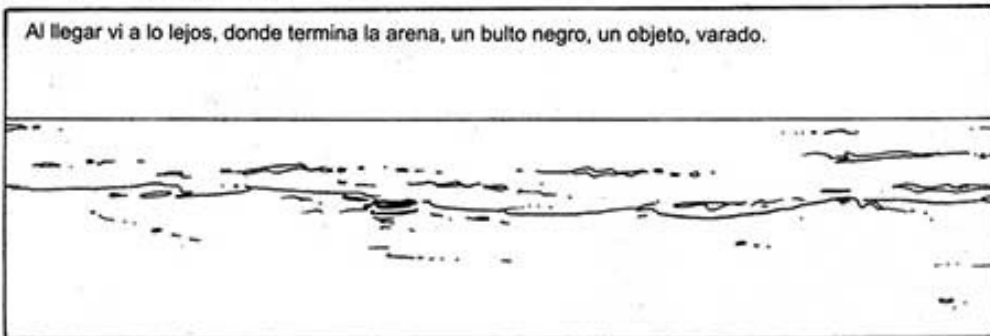 Al llegar vi a lo lejos, donde termina la arena, un bulto negro, un objeto, varado.